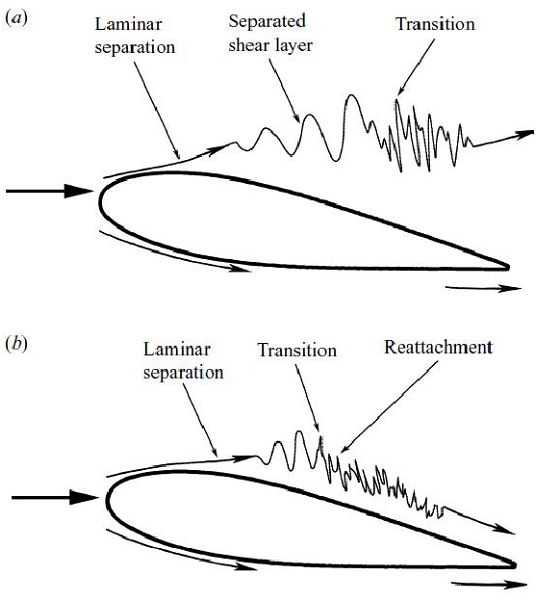 (a)
Laminar
separation
Separated
shear layer
Transition
(b)
Laminar
separation
Transition
Reattachment